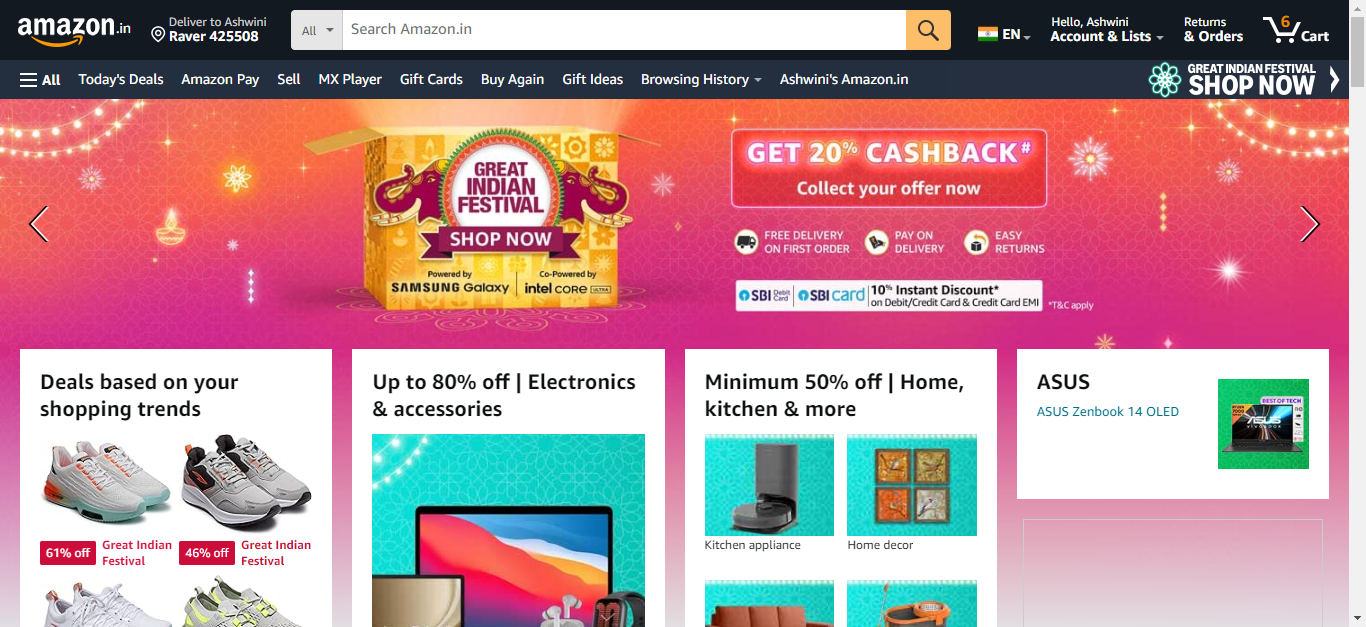 amazon.in
Deliver to Ashwini
Raver 425508
All
Search Amazon.in
EN
Hello, Ashwini
Account & Lists
Returns
& Orders
6
Cart
All
Today's Deals
Amazon Pay
Sell
MX Player
Gift Cards
Buy Again
Gift Ideas
Browsing History
Ashwini's Amazon.in
GREAT INDIAN FESTIVAL
SHOP NOW
GREAT
INDIAN
FESTIVAL
SHOP NOW
Powered by
SAMSUNG Galaxy
Co-Powered by
intel CORE ULTRA
GET 20% CASHBACK#
Collect your offer now
FREE DELIVERY
ON FIRST ORDER
PAY ON
DELIVERY
EASY
RETURNS
SBI Debit Card
SBI card
10% Instant Discount*
on Debit/Credit Card & Credit Card EMI
*T&C apply
Deals based on your
shopping trends
61% off
Great Indian
Festival
46% off
Great Indian
Festival
Up to 80% off | Electronics
& accessories
Minimum 50% off | Home,
kitchen & more
Kitchen appliance
Home decor
ASUS
ASUS Zenbook 14 OLED
BEST OF TECH
ASUS
VIVOBOOK